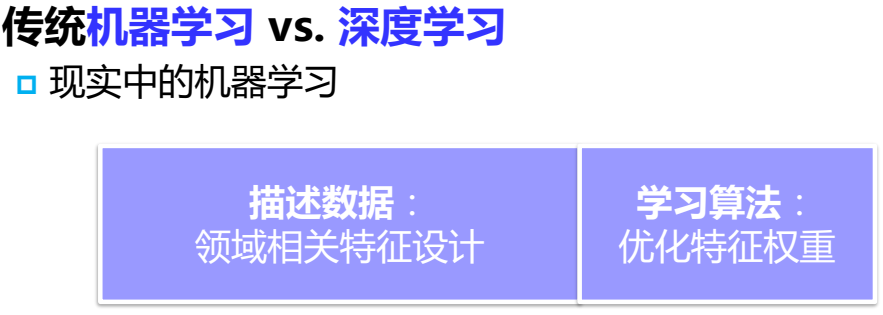 传统机器学习 vs. 深度学习
现实中的机器学习
描述数据：
领域相关特征设计
学习算法：
优化特征权重